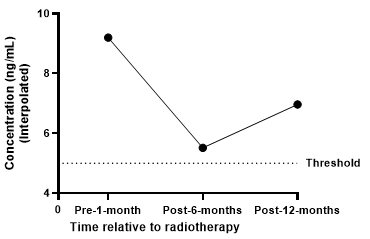 Concentration (ng/mL)
(Interpolated)
10
8
6
4
Threshold
0 Pre-1-month Post-6-months Post-12-months
Time relative to radiotherapy